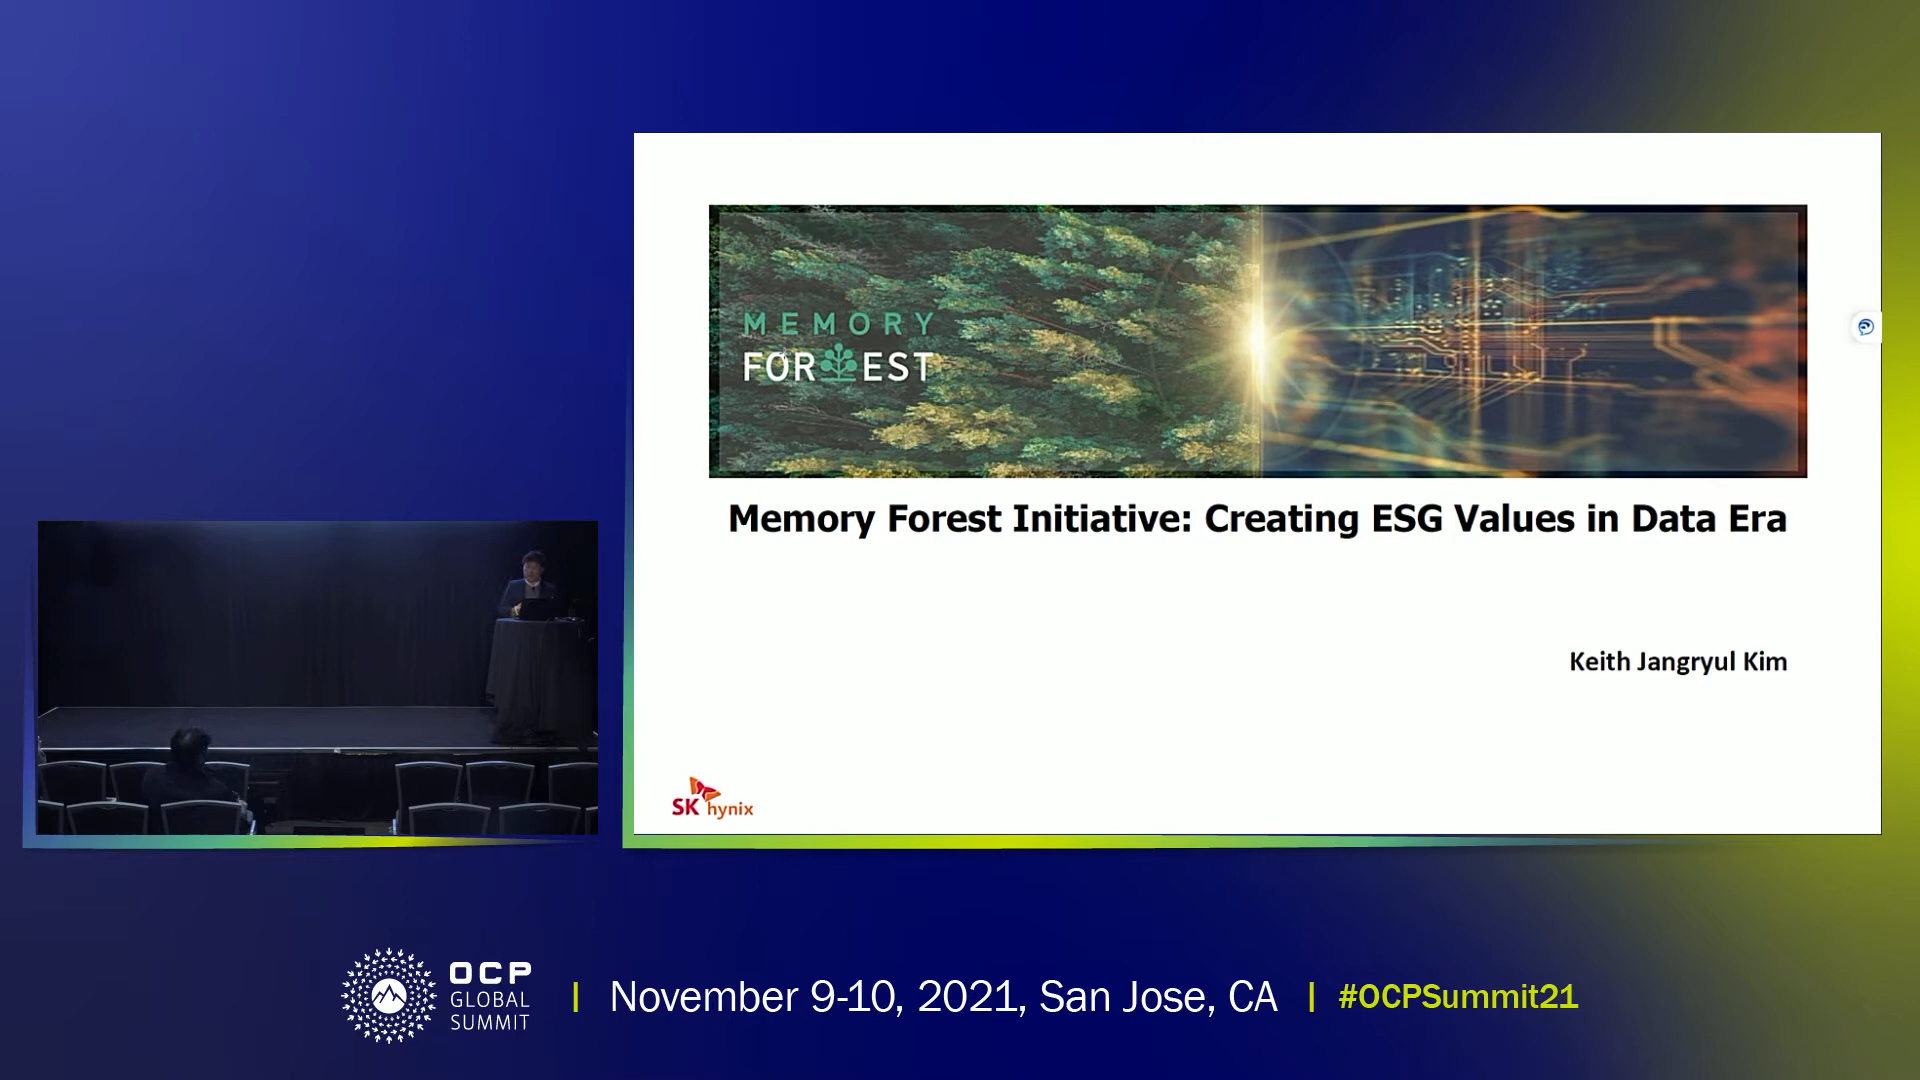 MEMORY
FOREST
Memory Forest Initiative: Creating ESG Values in Data Era
Keith Jangryul Kim
SK hynix
OCP
GLOBAL
SUMMIT
November 9-10, 2021, San Jose, CA
#OCPSummit21